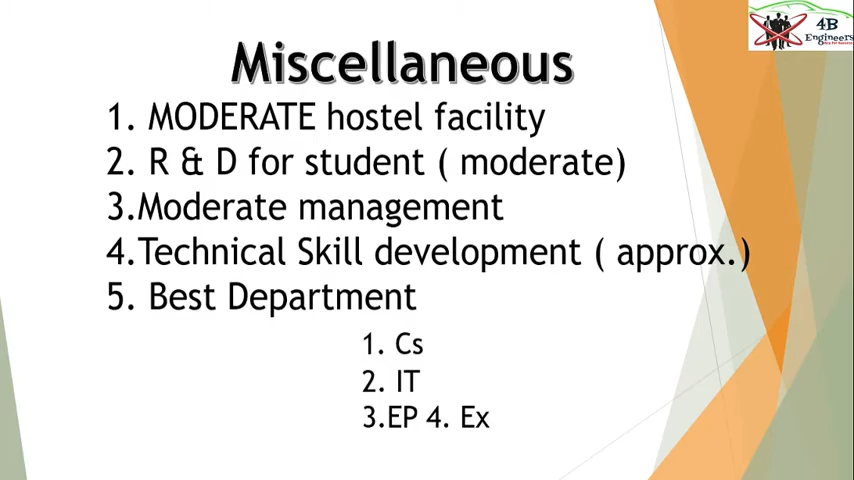 4B
Engineers
Miscellaneous
1. MODERATE hostel facility
2. R & D for student ( moderate)
3.Moderate management
4.Technical Skill development ( approx.)
5. Best Department
1. Cs
2. IT
3.EP 4. Ex